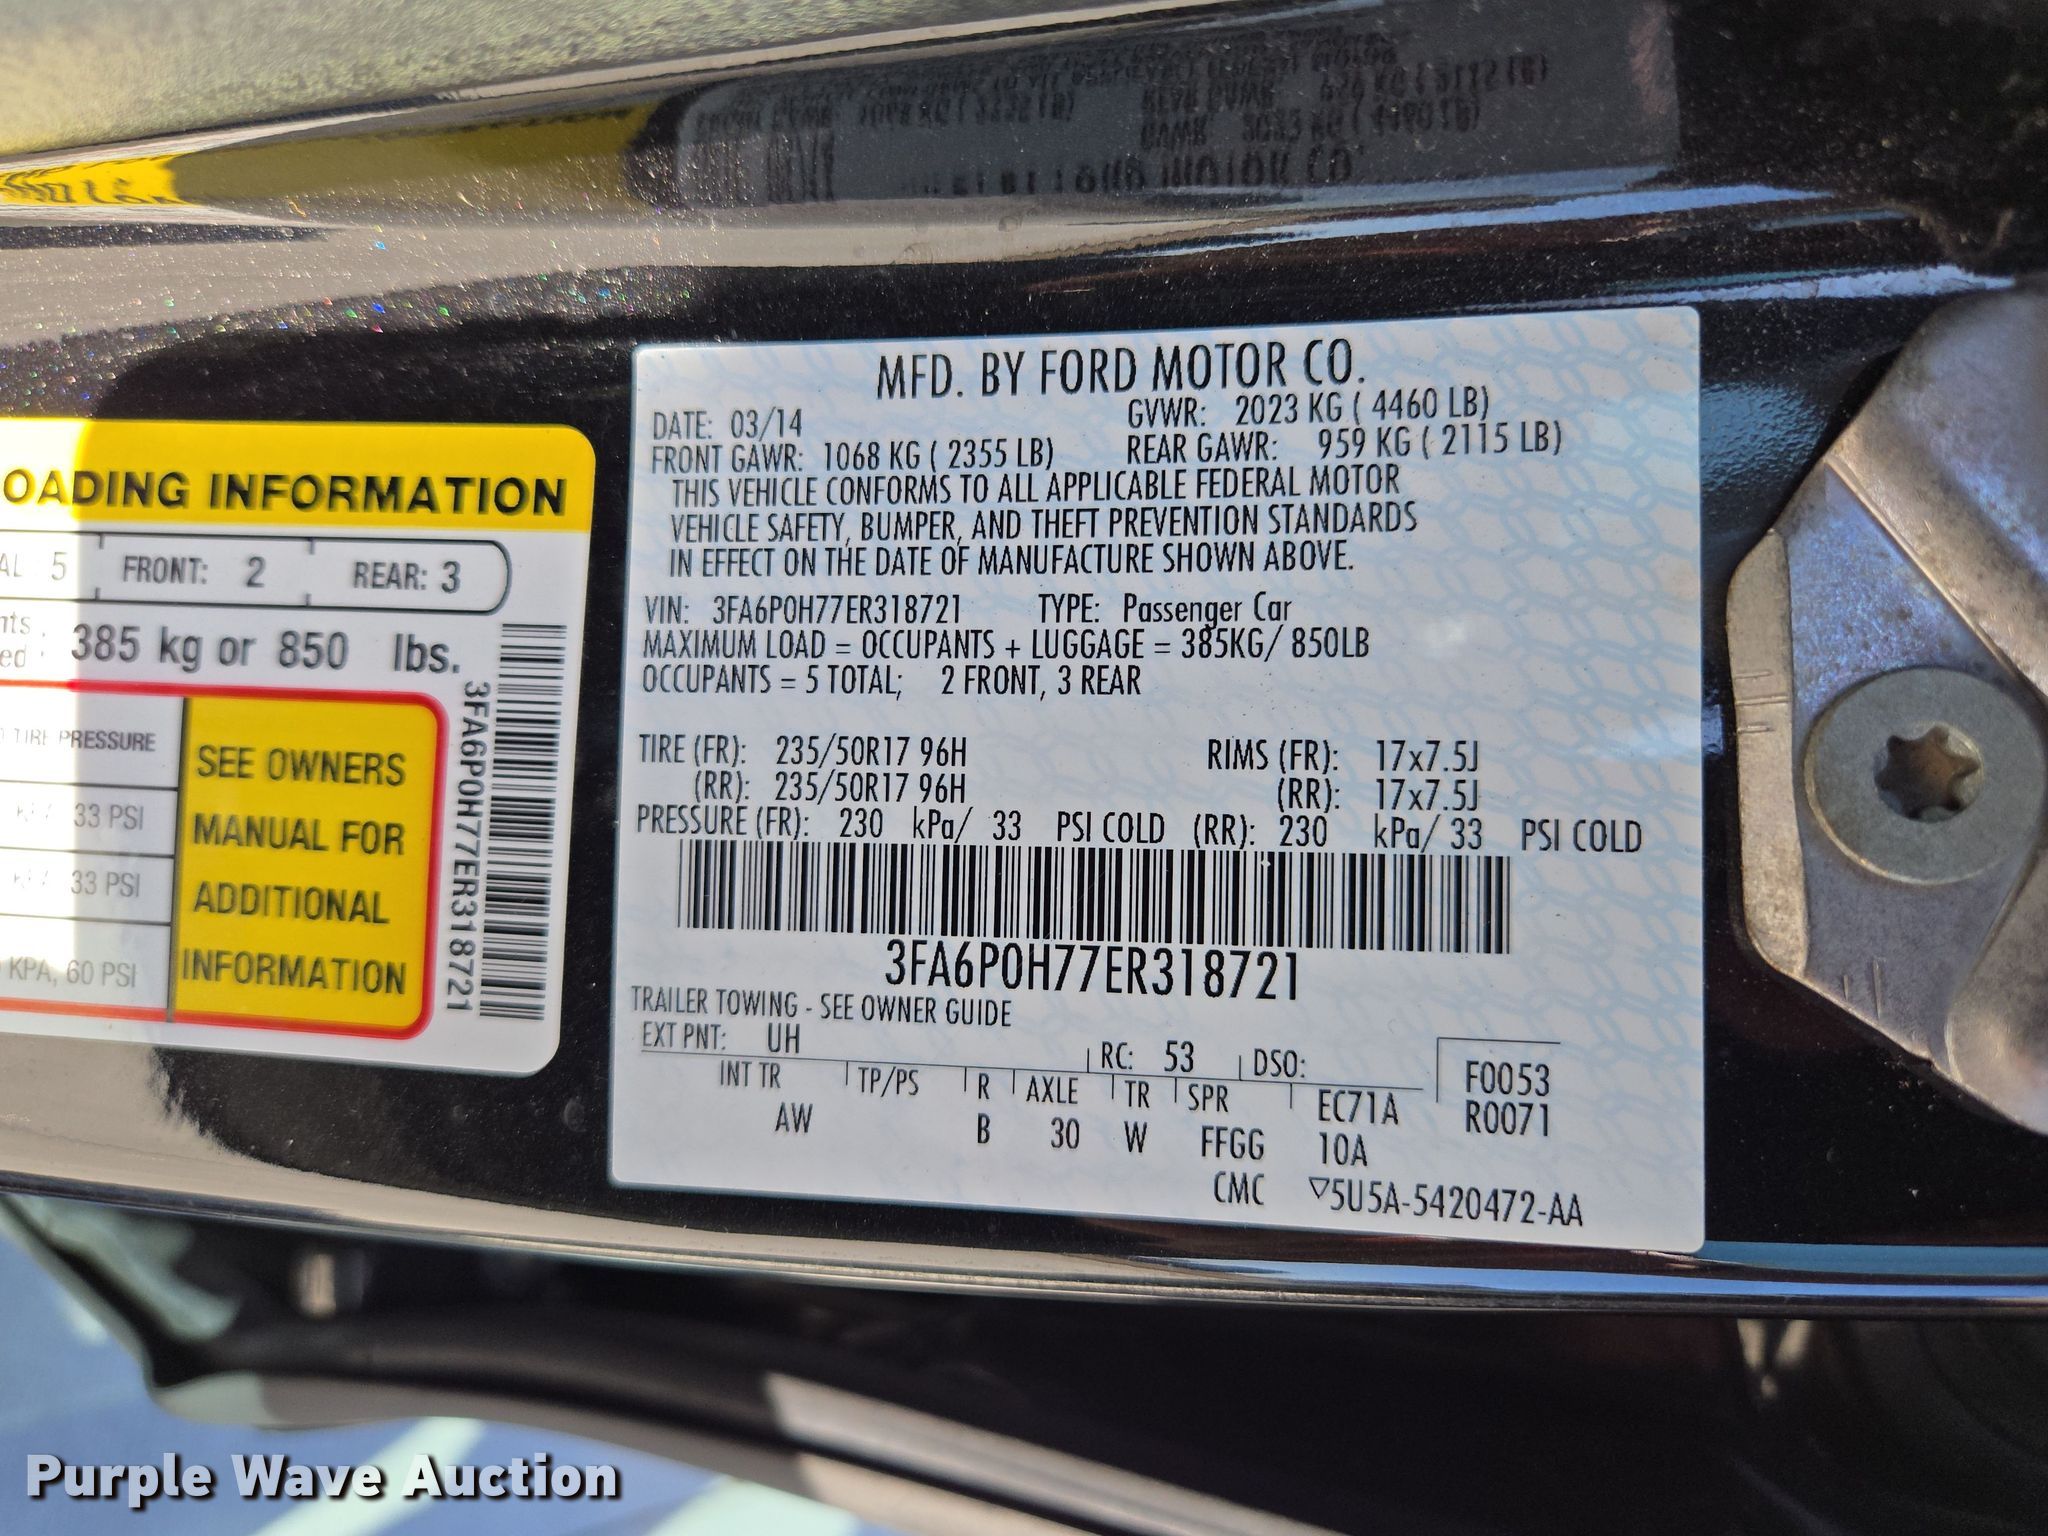 OADING INFORMATION
AL 5 FRONT: 2 REAR: 3
385 kg or 850 lbs.
TIRE PRESSURE
33 PSI
33 PSI
KPA, 60 PSI
SEE OWNERS
MANUAL FOR
ADDITIONAL
INFORMATION
3FA6P0H77ER318721
MFD. BY FORD MOTOR CO.
DATE: 03/14 GVWR: 2023 KG ( 4460 LB)
FRONT GAWR: 1068 KG ( 2355 LB) REAR GAWR: 959 KG ( 2115 LB)
THIS VEHICLE CONFORMS TO ALL APPLICABLE FEDERAL MOTOR
VEHICLE SAFETY, BUMPER, AND THEFT PREVENTION STANDARDS
IN EFFECT ON THE DATE OF MANUFACTURE SHOWN ABOVE.
VIN: 3FA6P0H77ER318721 TYPE: Passenger Car
MAXIMUM LOAD = OCCUPANTS + LUGGAGE = 385KG/ 850LB
OCCUPANTS = 5 TOTAL; 2 FRONT, 3 REAR
TIRE (FR): 235/50R17 96H RIMS (FR): 17x7.5J
(RR): 235/50R17 96H (RR): 17x7.5J
PRESSURE (FR): 230 kPa/ 33 PSI COLD (RR): 230 kPa/ 33 PSI COLD
3FA6P0H77ER318721
TRAILER TOWING - SEE OWNER GUIDE
EXT PNT: UH RC: 53 DSO: F0053
INT TR TP/PS R AXLE TR SPR EC71A R0071
AW B 30 W FFGG 10A
CMC ▽5U5A-5420472-AA
Purple Wave Auction